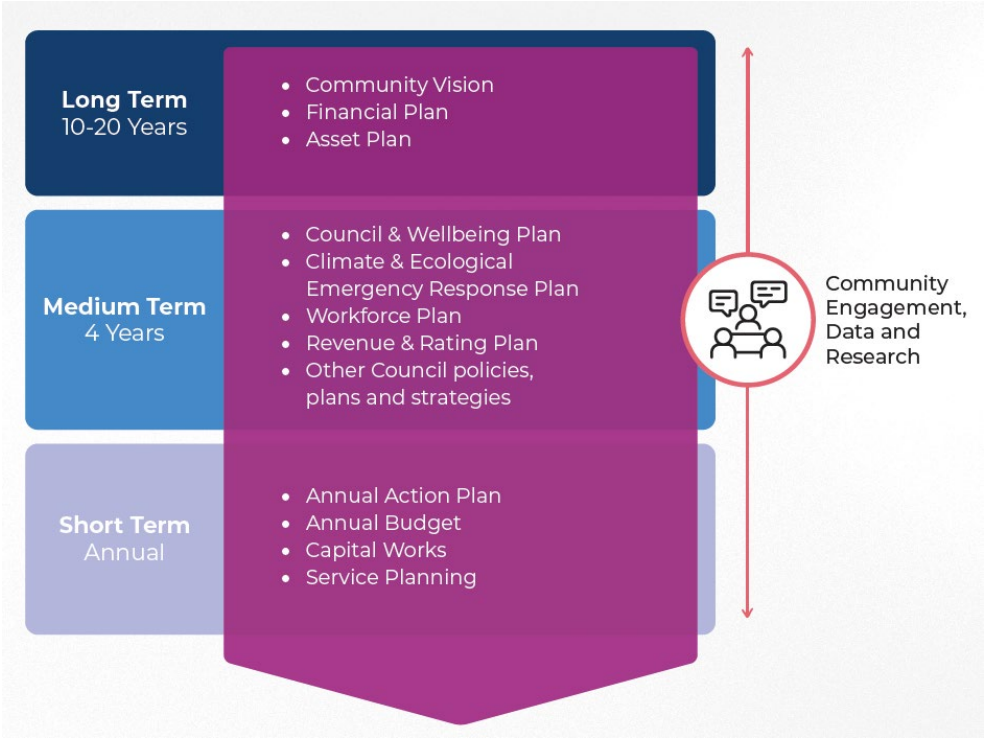 Long Term
10-20 Years
• Community Vision
• Financial Plan
• Asset Plan
Medium Term
4 Years
• Council & Wellbeing Plan
• Climate & Ecological
Emergency Response Plan
• Workforce Plan
• Revenue & Rating Plan
• Other Council policies,
plans and strategies
Short Term
Annual
• Annual Action Plan
• Annual Budget
• Capital Works
• Service Planning
Community
Engagement,
Data and
Research